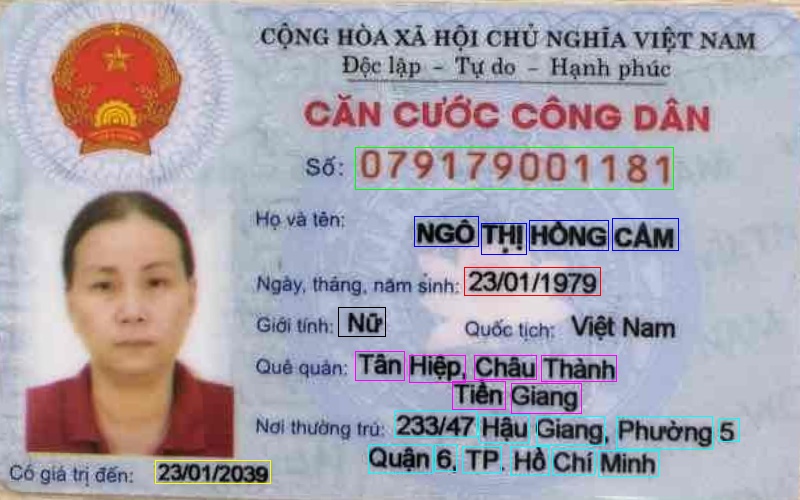 CỘNG HÒA XÃ HỘI CHỦ NGHĨA VIỆT NAM
Độc lập - Tự do - Hạnh phúc
CĂN CƯỚC CÔNG DÂN
Số: 079179001181
Họ và tên: NGÔ THỊ HỒNG CẨM
Ngày, tháng, năm sinh: 23/01/1979
Giới tính: Nữ Quốc tịch: Việt Nam
Quê quán: Tân Hiệp, Châu Thành
Tiền Giang
Nơi thường trú: 233/47 Hậu Giang, Phường 5
Quận 6, TP. Hồ Chí Minh
Có giá trị đến: 23/01/2039